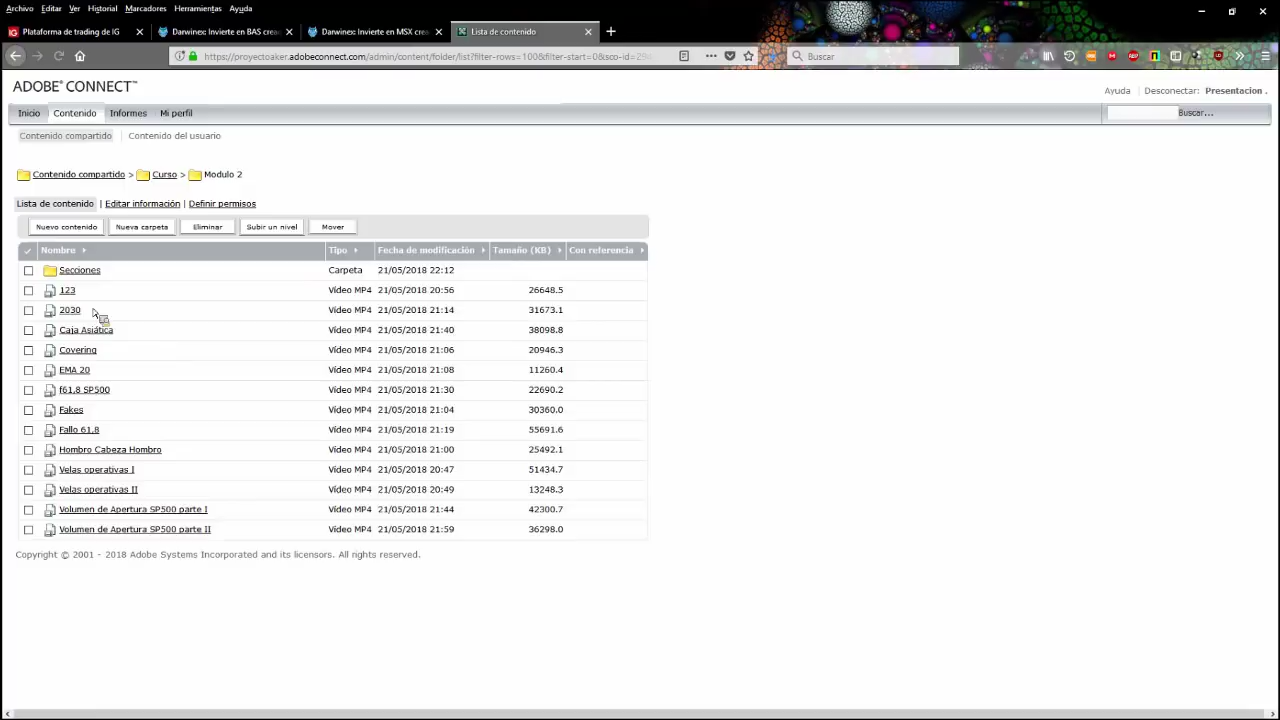 Archivo Editar Ver Historial Marcadores Herramientas Ayuda
Plataforma de trading de IG
Darwinex: Invierte en BAS crea
Darwinex: Invierte en MSX crea
Lista de contenido
https://proyectoaker.adobeconnect.com/admin/content/folder/list?filter-rows=100&filter-start=0&sco-id=29
Buscar
ADOBE® CONNECT™
Ayuda Desconectar: Presentacion .
Inicio Contenido Informes Mi perfil Buscar...
Contenido compartido Contenido del usuario
Contenido compartido > Curso > Modulo 2
Lista de contenido | Editar información | Definir permisos
Nuevo contenido Nueva carpeta Eliminar Subir un nivel Mover
Nombre Tipo Fecha de modificación Tamaño (KB) Con referencia
Secciones Carpeta 21/05/2018 22:12
123 Vídeo MP4 21/05/2018 20:56 26648.5
2030 Vídeo MP4 21/05/2018 21:14 31673.1
Caja Asiática Vídeo MP4 21/05/2018 21:40 38098.8
Covering Vídeo MP4 21/05/2018 21:06 20946.3
EMA 20 Vídeo MP4 21/05/2018 21:08 11260.4
f61.8 SP500 Vídeo MP4 21/05/2018 21:30 22690.2
Fakes Vídeo MP4 21/05/2018 21:04 30360.0
Fallo 61.8 Vídeo MP4 21/05/2018 21:19 55691.6
Hombro Cabeza Hombro Vídeo MP4 21/05/2018 21:00 25492.1
Velas operativas I Vídeo MP4 21/05/2018 20:47 51434.7
Velas operativas II Vídeo MP4 21/05/2018 20:49 13248.3
Volumen de Apertura SP500 parte I Vídeo MP4 21/05/2018 21:44 42300.7
Volumen de Apertura SP500 parte II Vídeo MP4 21/05/2018 21:59 36298.0
Copyright © 2001 - 2018 Adobe Systems Incorporated and its licensors. All rights reserved.